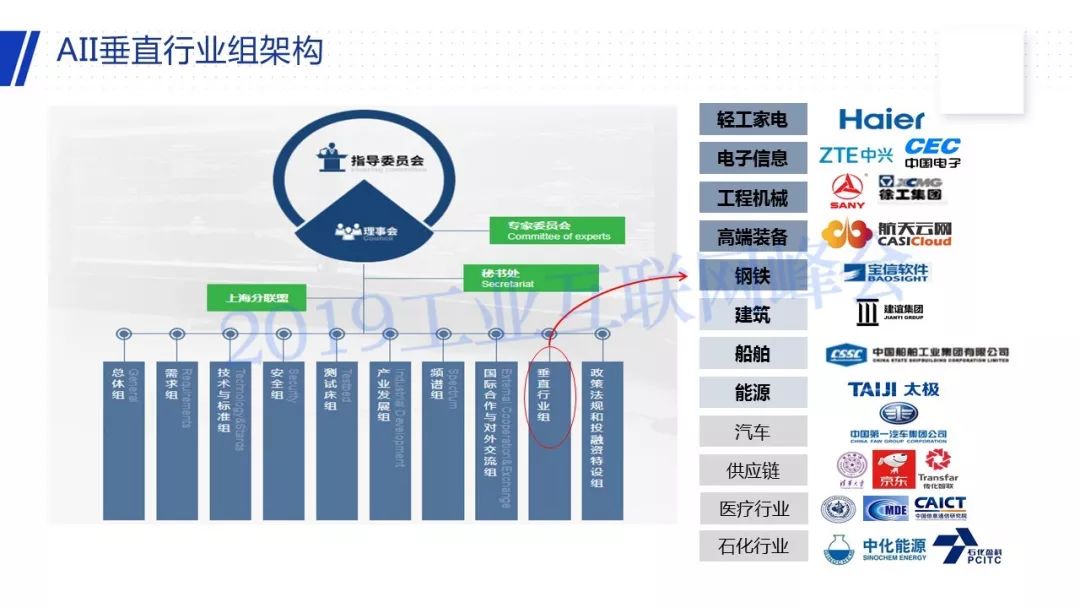 AII垂直行业组架构
指导委员会
Steering committee
理事会
Council
专家委员会
Committee of experts
秘书处
Secretariat
上海分联盟
2019工业互联网峰会
总体组
General
需求组
Requirements
技术与标准组
Technology&Stards
安全组
Security
测试床组
Testbed
产业发展组
Industrial Development
频谱组
Spectrum
国际合作与对外交流组
External Cooperation&Exchange
垂直行业组
政策法规和投融资特设组
轻工家电
Haier
电子信息
ZTE中兴
CEC
中国电子
工程机械
SANY
XCMG
徐工集团
高端装备
航天云网
CASICloud
钢铁
宝信软件
BAOSIGHT
建筑
建谊集团
JIANYI GROUP
船舶
CSSC
中国船舶工业集团有限公司
CHINA STATE SHIPBUILDING CORPORATION LIMITED
能源
TAIJI 太极
汽车
中国第一汽车集团公司
CHINA FAW GROUP CORPORATION
供应链
清华大学
京东
Transfar
传化智联
医疗行业
CMDE
CAICT
中国信息通信研究院
石化行业
中化能源
SINOCHEM ENERGY
石化盈科
PCITC